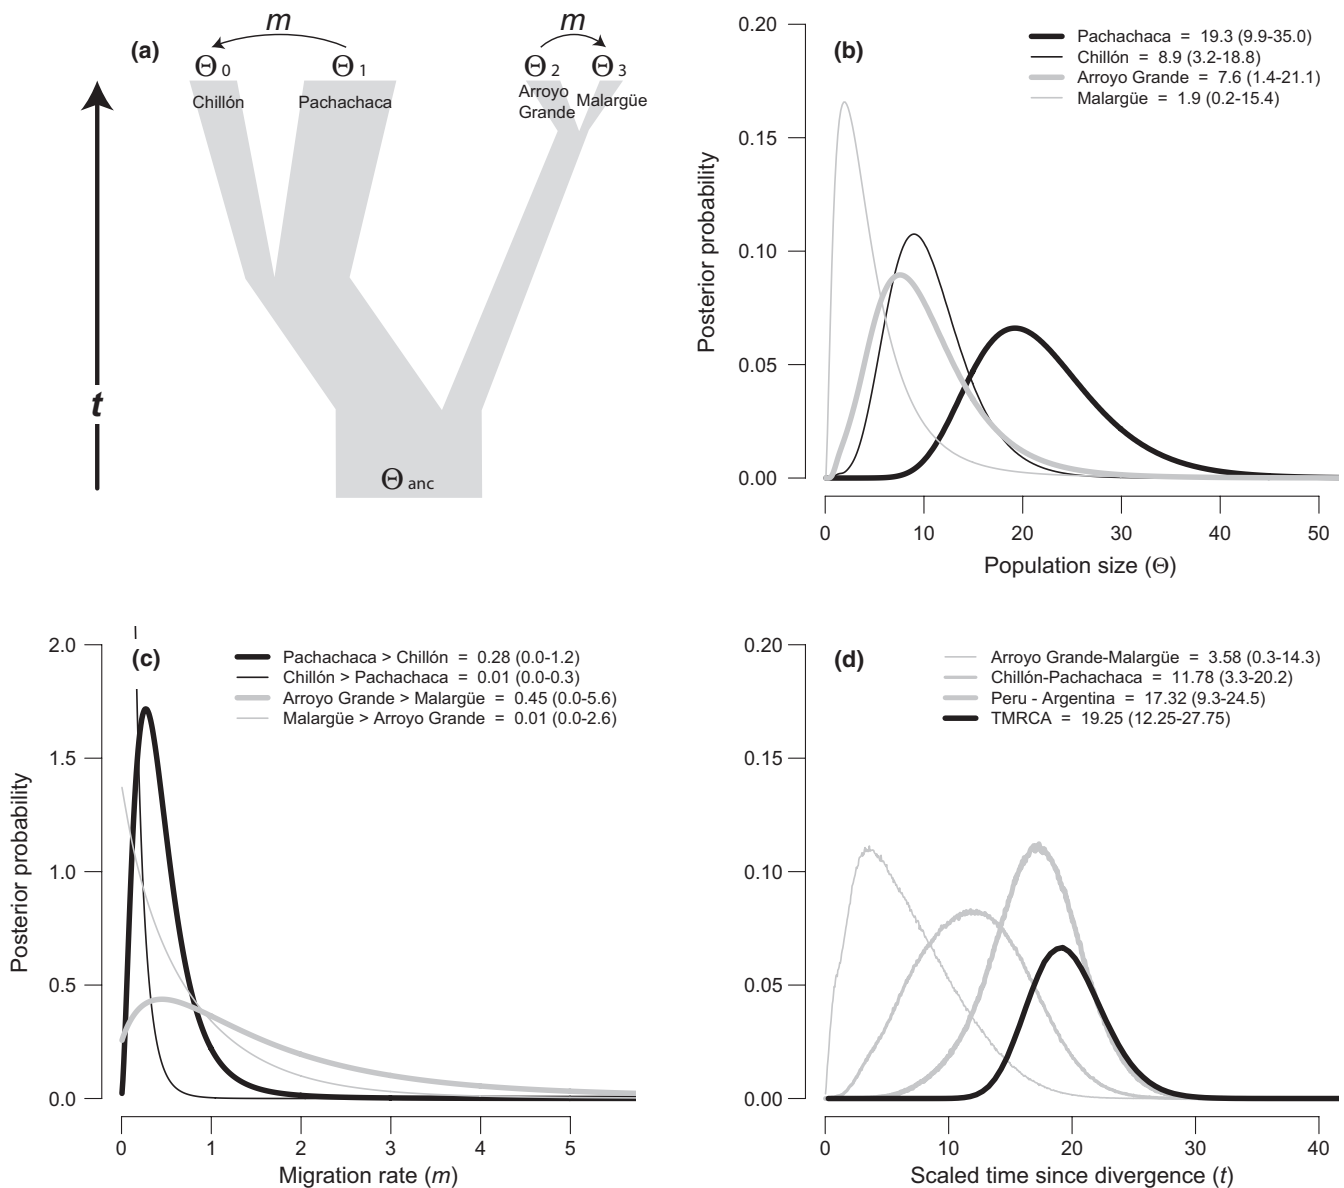 (a)
m
m
Θ0
Θ1
Θ2
Θ3
Chillón
Pachachaca
Arroyo
Grande
Malargüe
t
Θanc
(b)
Pachachaca = 19.3 (9.9-35.0)
Chillón = 8.9 (3.2-18.8)
Arroyo Grande = 7.6 (1.4-21.1)
Malargüe = 1.9 (0.2-15.4)
0.20
0.15
0.10
0.05
0.00
Posterior probability
0 10 20 30 40 50
Population size (Θ)
(c)
Pachachaca > Chillón = 0.28 (0.0-1.2)
Chillón > Pachachaca = 0.01 (0.0-0.3)
Arroyo Grande > Malargüe = 0.45 (0.0-5.6)
Malargüe > Arroyo Grande = 0.01 (0.0-2.6)
2.0
1.5
1.0
0.5
0.0
Posterior probability
0 1 2 3 4 5
Migration rate (m)
(d)
Arroyo Grande-Malargüe = 3.58 (0.3-14.3)
Chillón-Pachachaca = 11.78 (3.3-20.2)
Peru - Argentina = 17.32 (9.3-24.5)
TMRCA = 19.25 (12.25-27.75)
0.20
0.15
0.10
0.05
0.00
0 10 20 30 40
Scaled time since divergence (t)